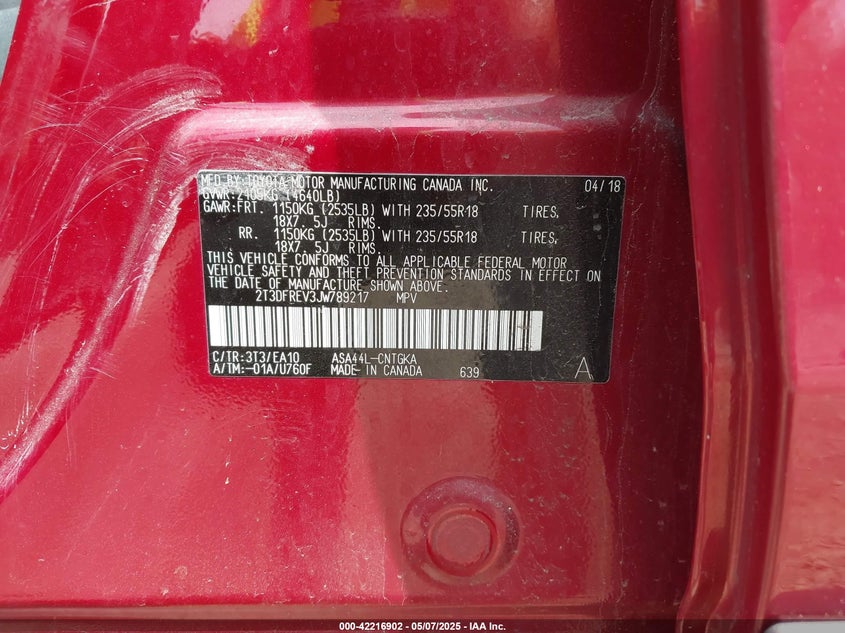 MFD BY:TOYOTA MOTOR MANUFACTURING CANADA INC. 04/18
GVWR:2105KG (4640LB)
GAWR:FRT. 1150KG (2535LB) WITH 235/55R18 TIRES,
18X7. 5J RIMS.
RR. 1150KG (2535LB) WITH 235/55R18 TIRES,
18X7. 5J RIMS.
THIS VEHICLE CONFORMS TO ALL APPLICABLE FEDERAL MOTOR
VEHICLE SAFETY AND THEFT PREVENTION STANDARDS IN EFFECT ON
THE DATE OF MANUFACTURE SHOWN ABOVE.
2T3DFREV3JW789217 MPV
C/TR:3T3/EA10 ASA44L-CNTGKA
A/TM:-01A/U760F MADE IN CANADA 639 A
000-42216902 - 05/07/2025 - IAA Inc.